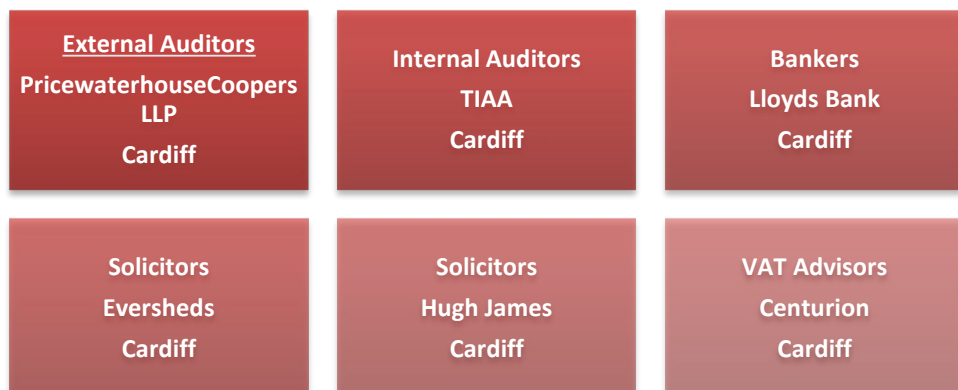 External Auditors
PricewaterhouseCoopers
LLP
Cardiff
Internal Auditors
TIAA
Cardiff
Bankers
Lloyds Bank
Cardiff
Solicitors
Eversheds
Cardiff
Solicitors
Hugh James
Cardiff
VAT Advisors
Centurion
Cardiff